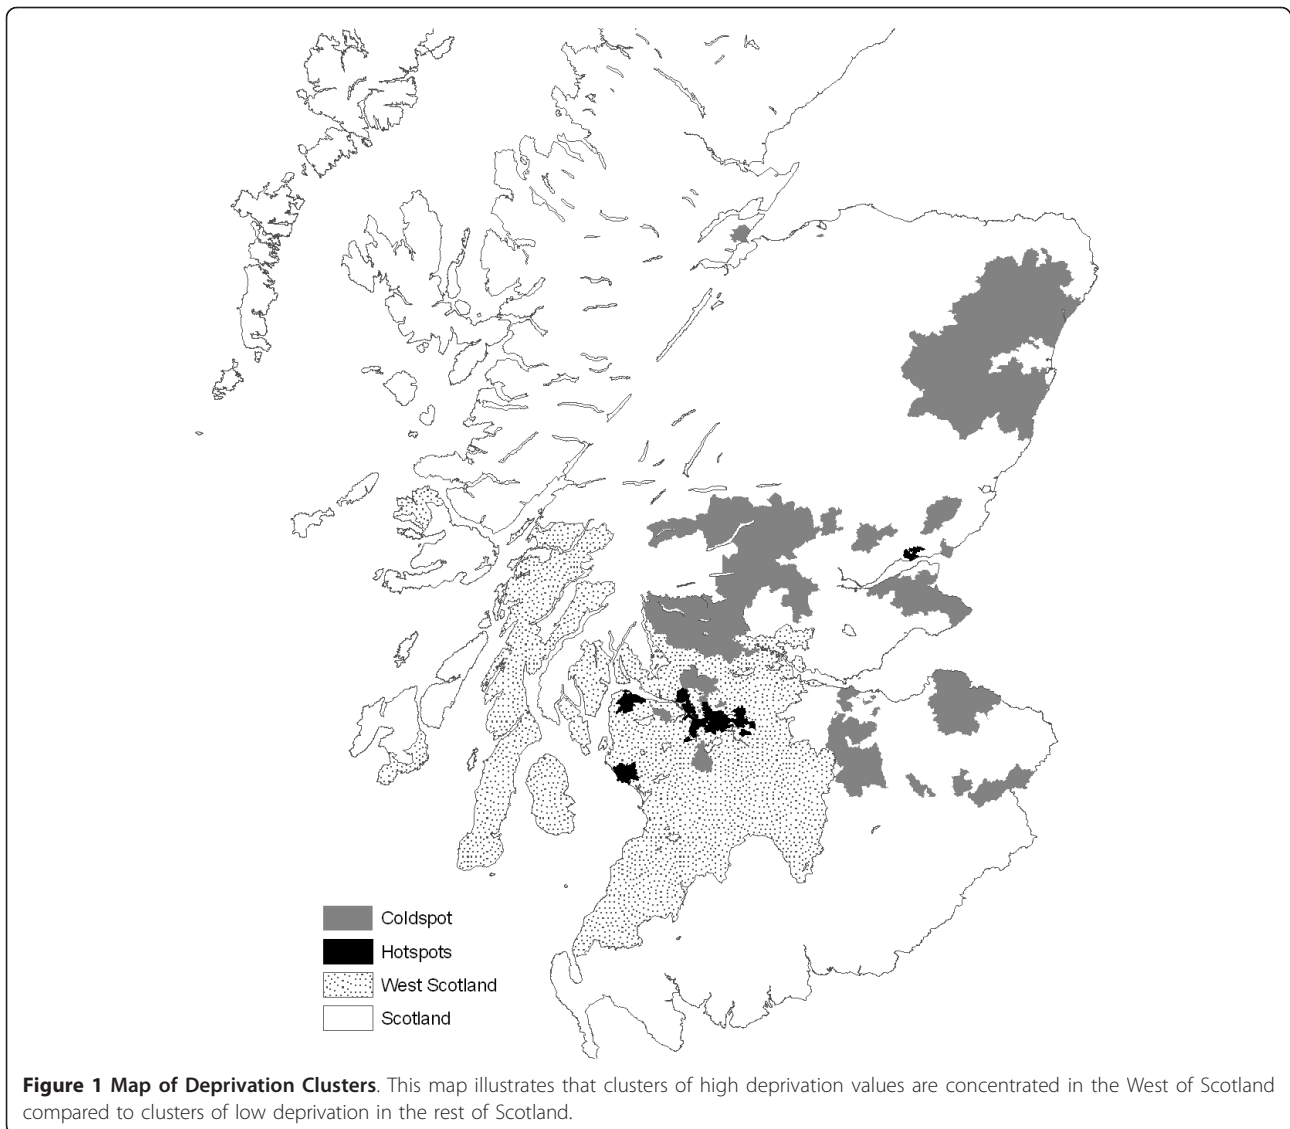 Coldspot
Hotspots
West Scotland
Scotland
Figure 1 Map of Deprivation Clusters. This map illustrates that clusters of high deprivation values are concentrated in the West of Scotland
compared to clusters of low deprivation in the rest of Scotland.